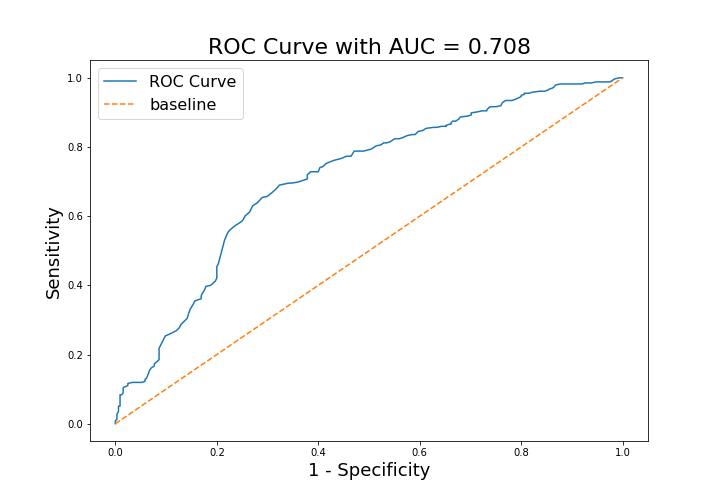 ROC Curve with AUC = 0.708
ROC Curve
baseline
1.0
0.8
0.6
0.4
0.2
0.0
Sensitivity
0.0 0.2 0.4 0.6 0.8 1.0
1 - Specificity